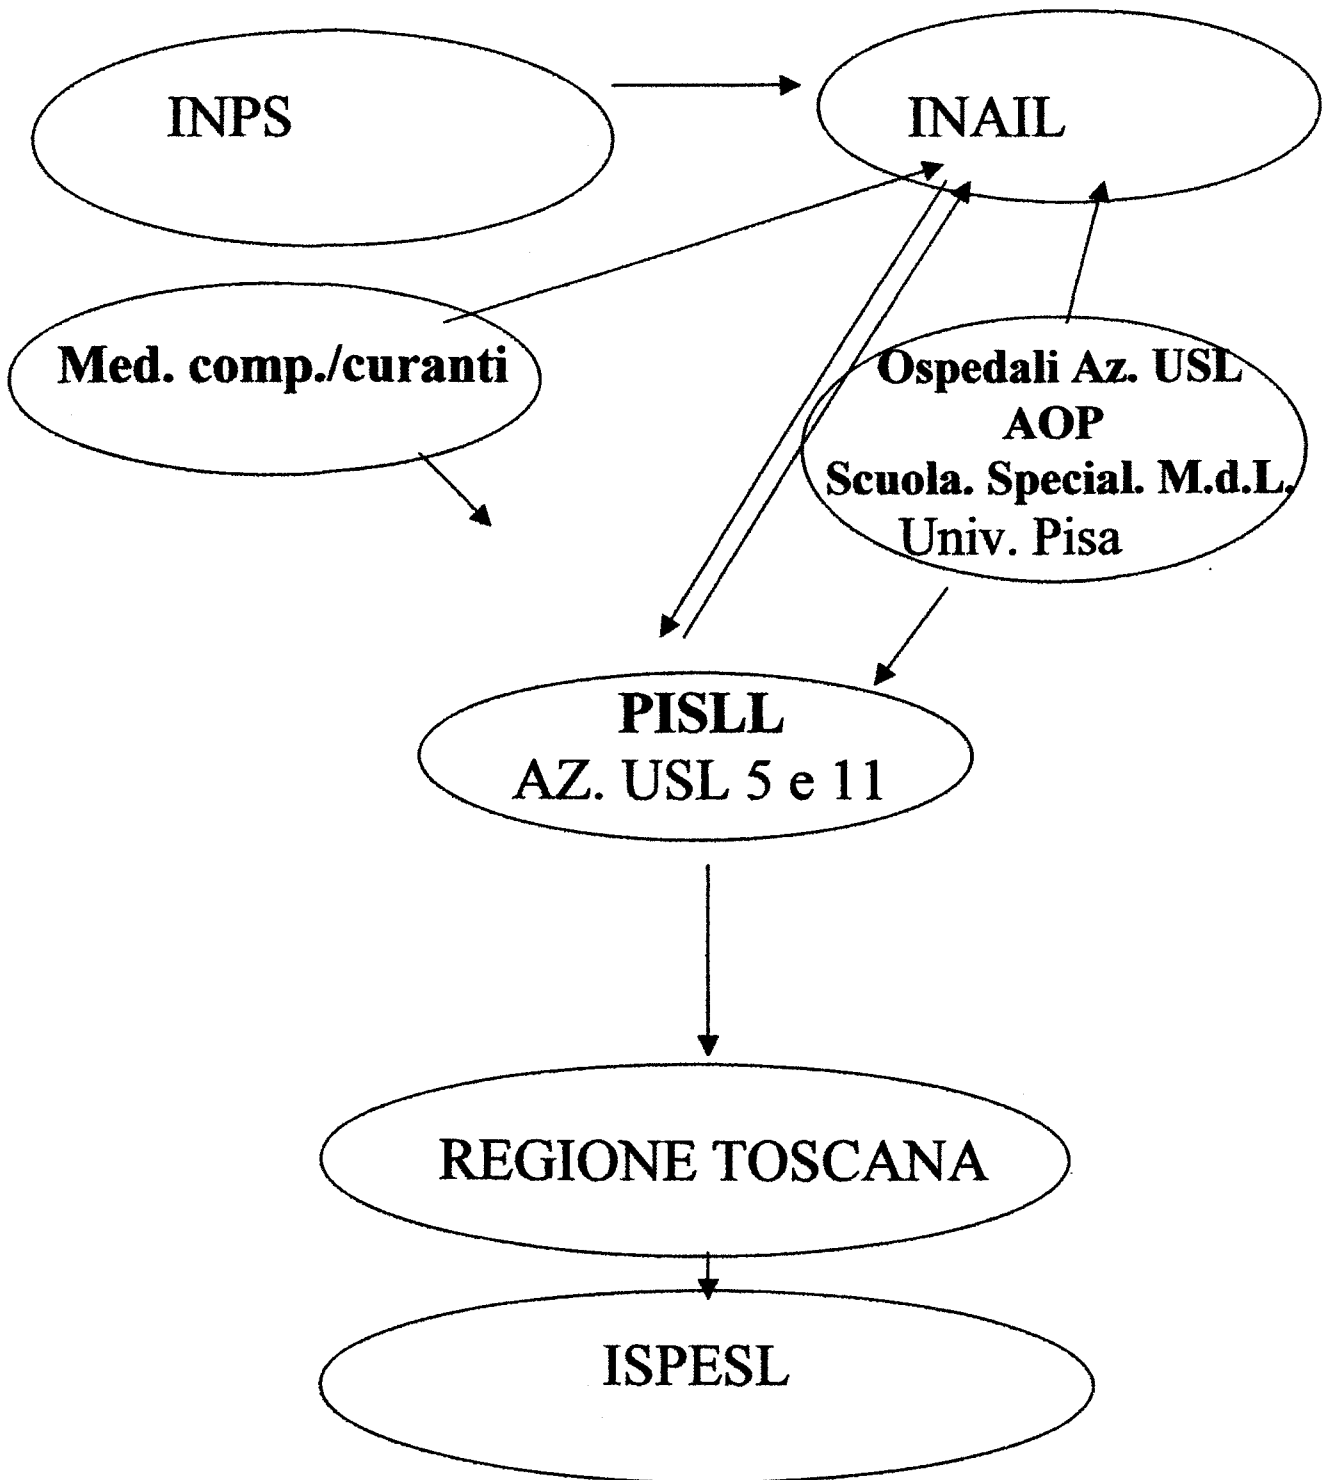 INPS
INAIL
Med. comp./curanti
Ospedali Az. USL
AOP
Scuola. Special. M.d.L.
Univ. Pisa
PISLL
AZ. USL 5 e 11
REGIONE TOSCANA
ISPESL